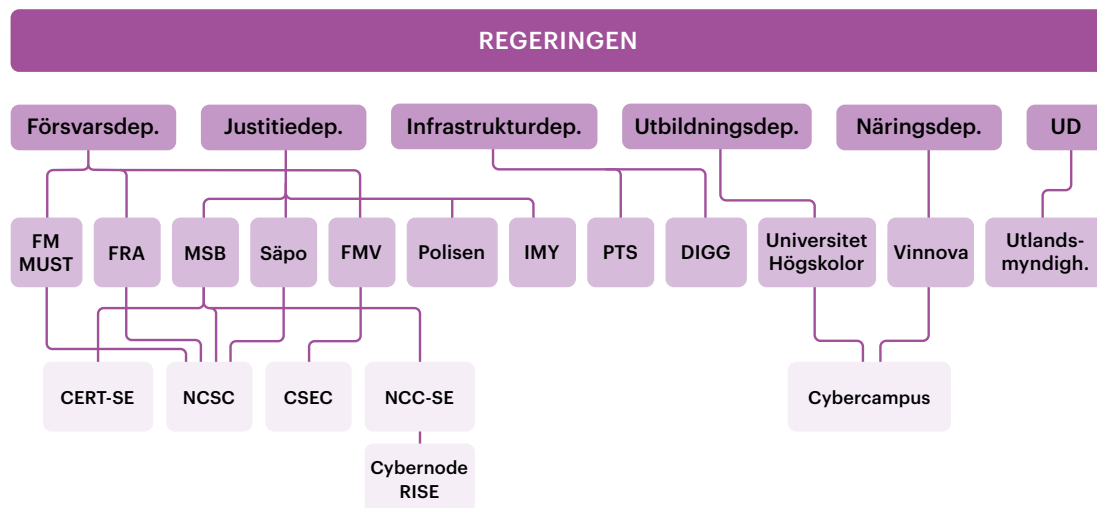 REGERINGEN
Försvarsdep.
Justitiedep.
Infrastrukturdep.
Utbildningsdep.
Näringsdep.
UD
FM
MUST
FRA
MSB
Säpo
FMV
Polisen
IMY
PTS
DIGG
Universitet
Högskolor
Vinnova
Utlands-
myndigh.
CERT-SE
NCSC
CSEC
NCC-SE
Cybercampus
Cybernode
RISE